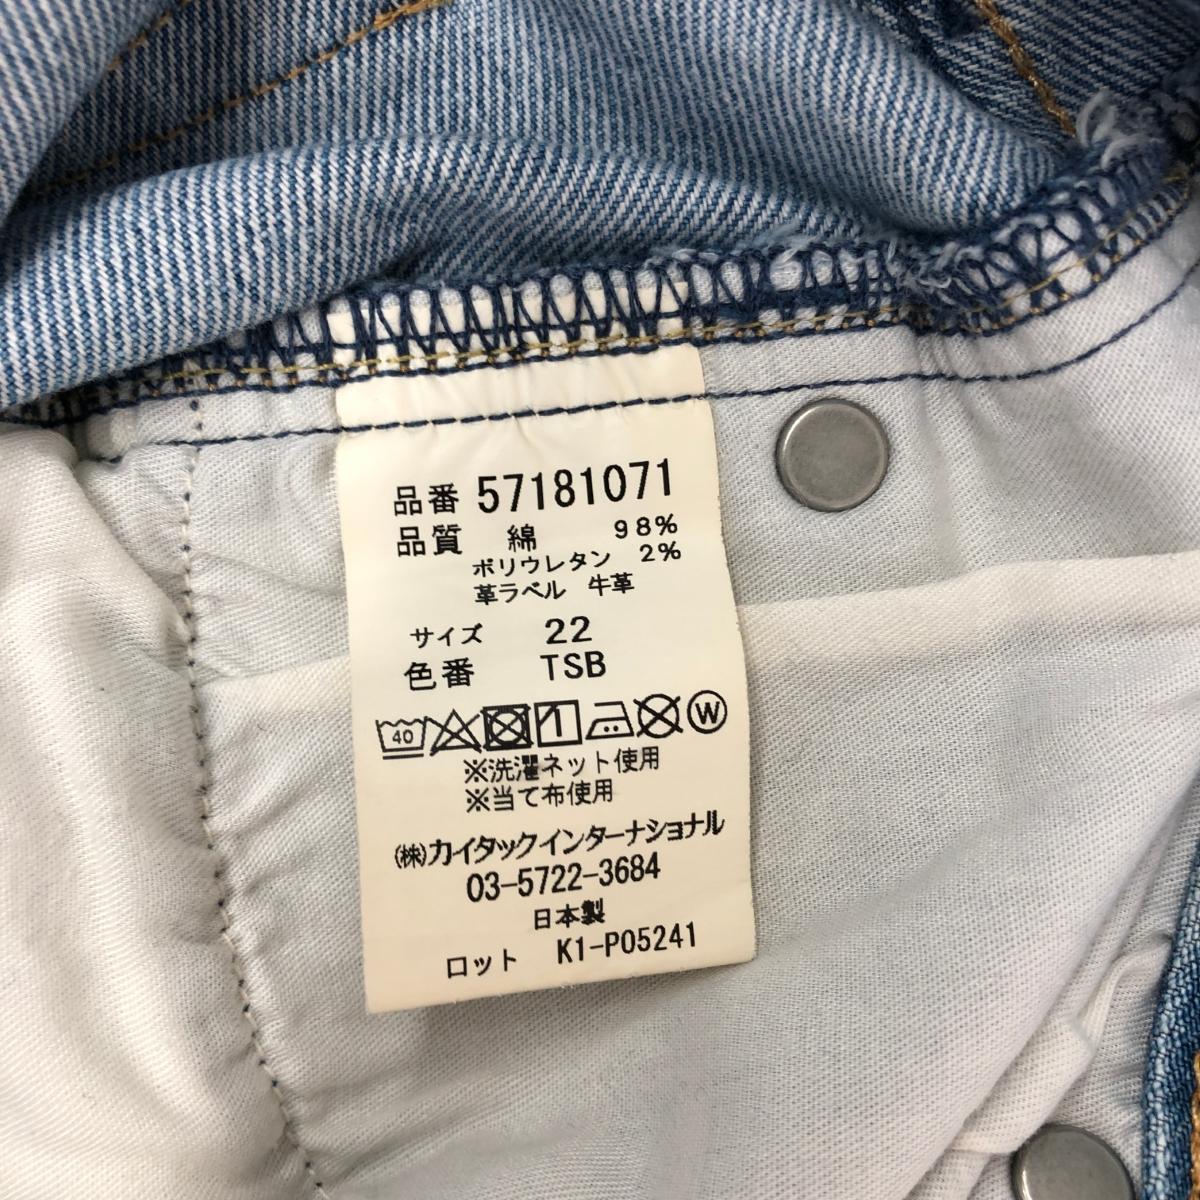 品番 57181071
品質 綿 98%
ポリウレタン 2%
革ラベル 牛革
サイズ 22
色番 TSB
40 W
※洗濯ネット使用
※当て布使用
(株)カイタックインターナショナル
03-5722-3684
日本製
ロット K1-P05241